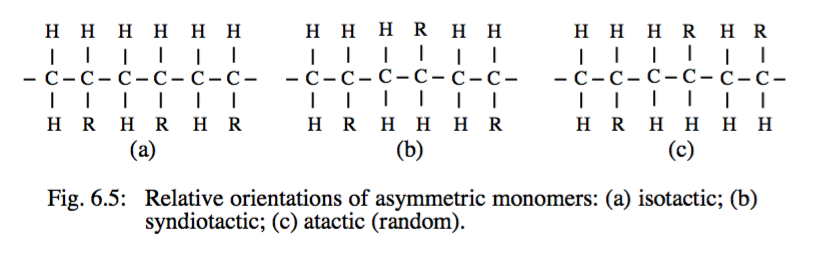 H H H H H H H H H R H H H H H R H R
– C – C – C – C – C – C – – C – C – C – C – C – C – – C – C – C – C – C – C –
H R H R H R H R H H H R H R H H H H
(a) (b) (c)
Fig. 6.5: Relative orientations of asymmetric monomers: (a) isotactic; (b)
syndiotactic; (c) atactic (random).